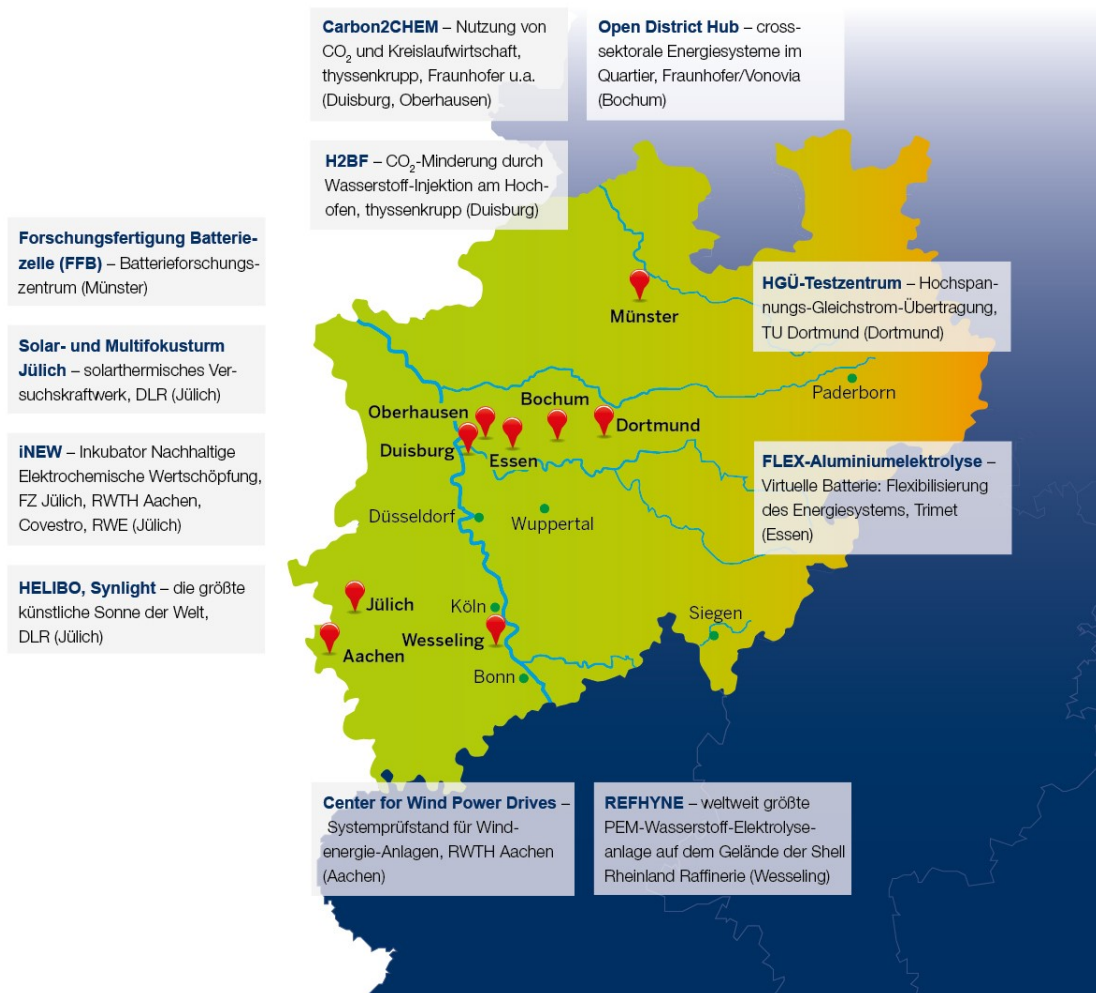 Carbon2CHEM – Nutzung von
CO₂ und Kreislaufwirtschaft,
thyssenkrupp, Fraunhofer u.a.
(Duisburg, Oberhausen)
Open District Hub – cross-
sektorale Energiesysteme im
Quartier, Fraunhofer/Vonovia
(Bochum)
H2BF – CO₂-Minderung durch
Wasserstoff-Injektion am Hoch-
ofen, thyssenkrupp (Duisburg)
Forschungsfertigung Batterie-
zelle (FFB) – Batterieforschungs-
zentrum (Münster)
HGÜ-Testzentrum – Hochspan-
nungs-Gleichstrom-Übertragung,
TU Dortmund (Dortmund)
Solar- und Multifokusturm
Jülich – solarthermisches Ver-
suchskraftwerk, DLR (Jülich)
iNEW – Inkubator Nachhaltige
Elektrochemische Wertschöpfung,
FZ Jülich, RWTH Aachen,
Covestro, RWE (Jülich)
FLEX-Aluminiumelektrolyse –
Virtuelle Batterie: Flexibilisierung
des Energiesystems, Trimet
(Essen)
HELIBO, Synlight – die größte
künstliche Sonne der Welt,
DLR (Jülich)
Münster
Paderborn
Bochum
Oberhausen
Dortmund
Duisburg
Essen
Düsseldorf
Wuppertal
Jülich
Köln
Siegen
Wesseling
Aachen
Bonn
Center for Wind Power Drives –
Systemprüfstand für Wind-
energie-Anlagen, RWTH Aachen
(Aachen)
REFHYNE – weltweit größte
PEM-Wasserstoff-Elektrolyse-
anlage auf dem Gelände der Shell
Rheinland Raffinerie (Wesseling)